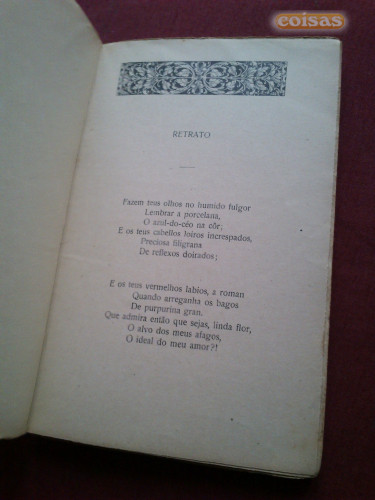 coisas
RETRATO
Fazem teus olhos no humido fulgor
Lembrar a porcelana,
O azul-do-céo na côr;
E os teus cabellos loiros increspados,
Preciosa filigrana
De reflexos doirados;
E os teus vermelhos labios, a roman
Quando arreganha os bagos
De purpurina gran.
Que admira então que sejas, linda flor,
O alvo dos meus afagos,
O ideal do meu amor?!